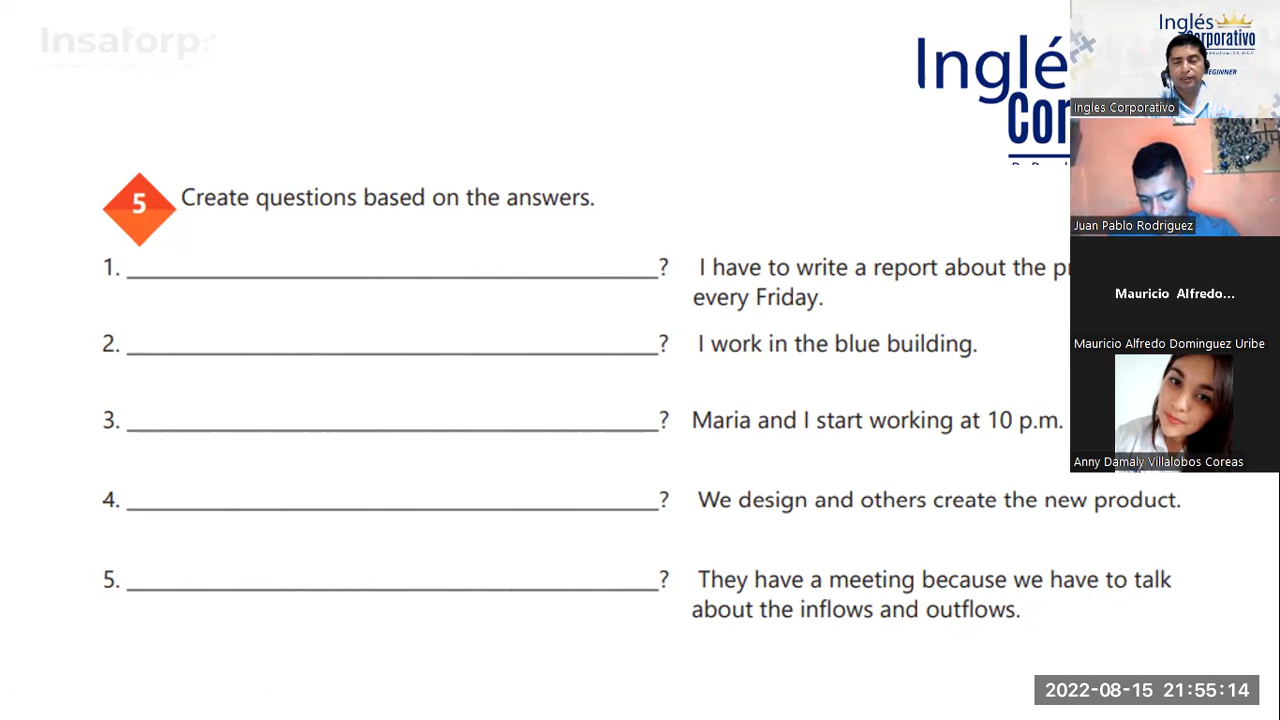 Insaforp
Inglé
Cor
Inglés
Corporativo
EGINNER
Ingles Corporativo
Juan Pablo Rodriguez
Mauricio Alfredo...
Mauricio Alfredo Dominguez Uribe
Anny Damaly Villalobos Coreas
5 Create questions based on the answers.
1. ? I have to write a report about the
every Friday.
2. ? I work in the blue building.
3. ? Maria and I start working at 10 p.m.
4. ? We design and others create the new product.
5. ? They have a meeting because we have to talk
about the inflows and outflows.
2022-08-15 21:55:14